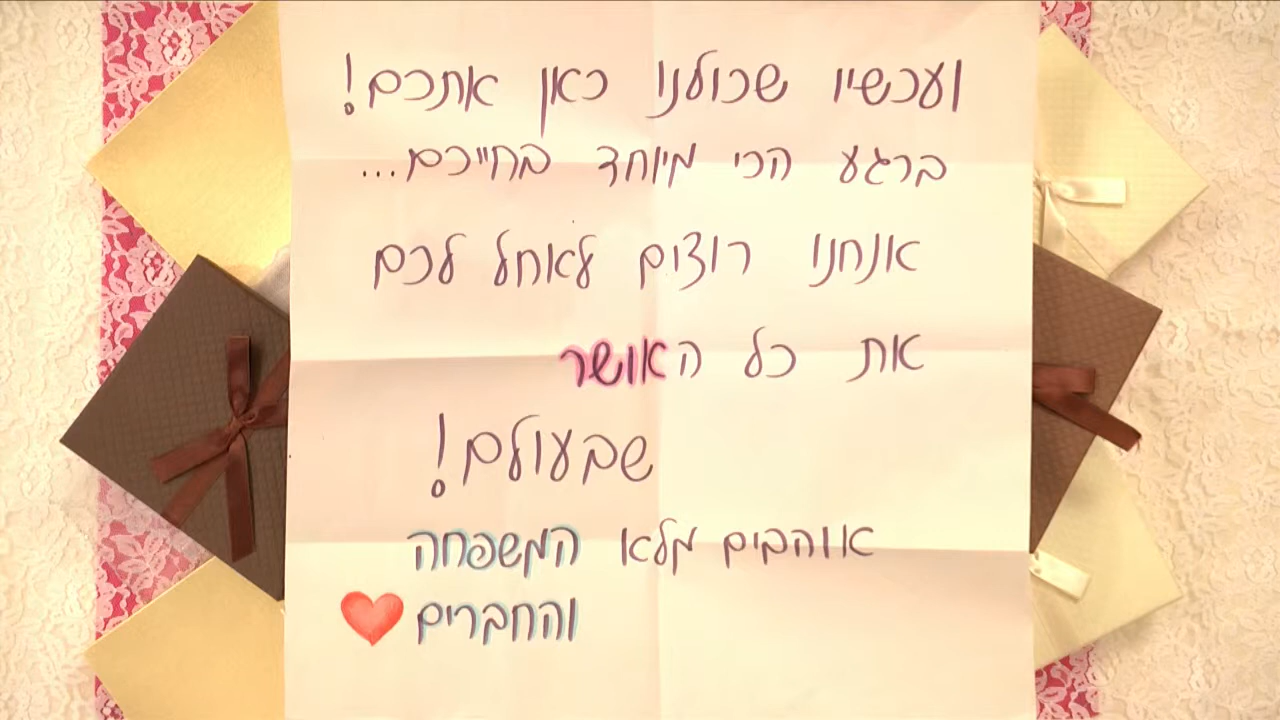 ועכשיו שכולנו כאן אתכם!
ברגע הכי מיוחד בחייכם...
אנחנו רוצים לאחל לכם
את כל האושר
שבעולם!
אוהבים מלא המשפחה
והחברים❤